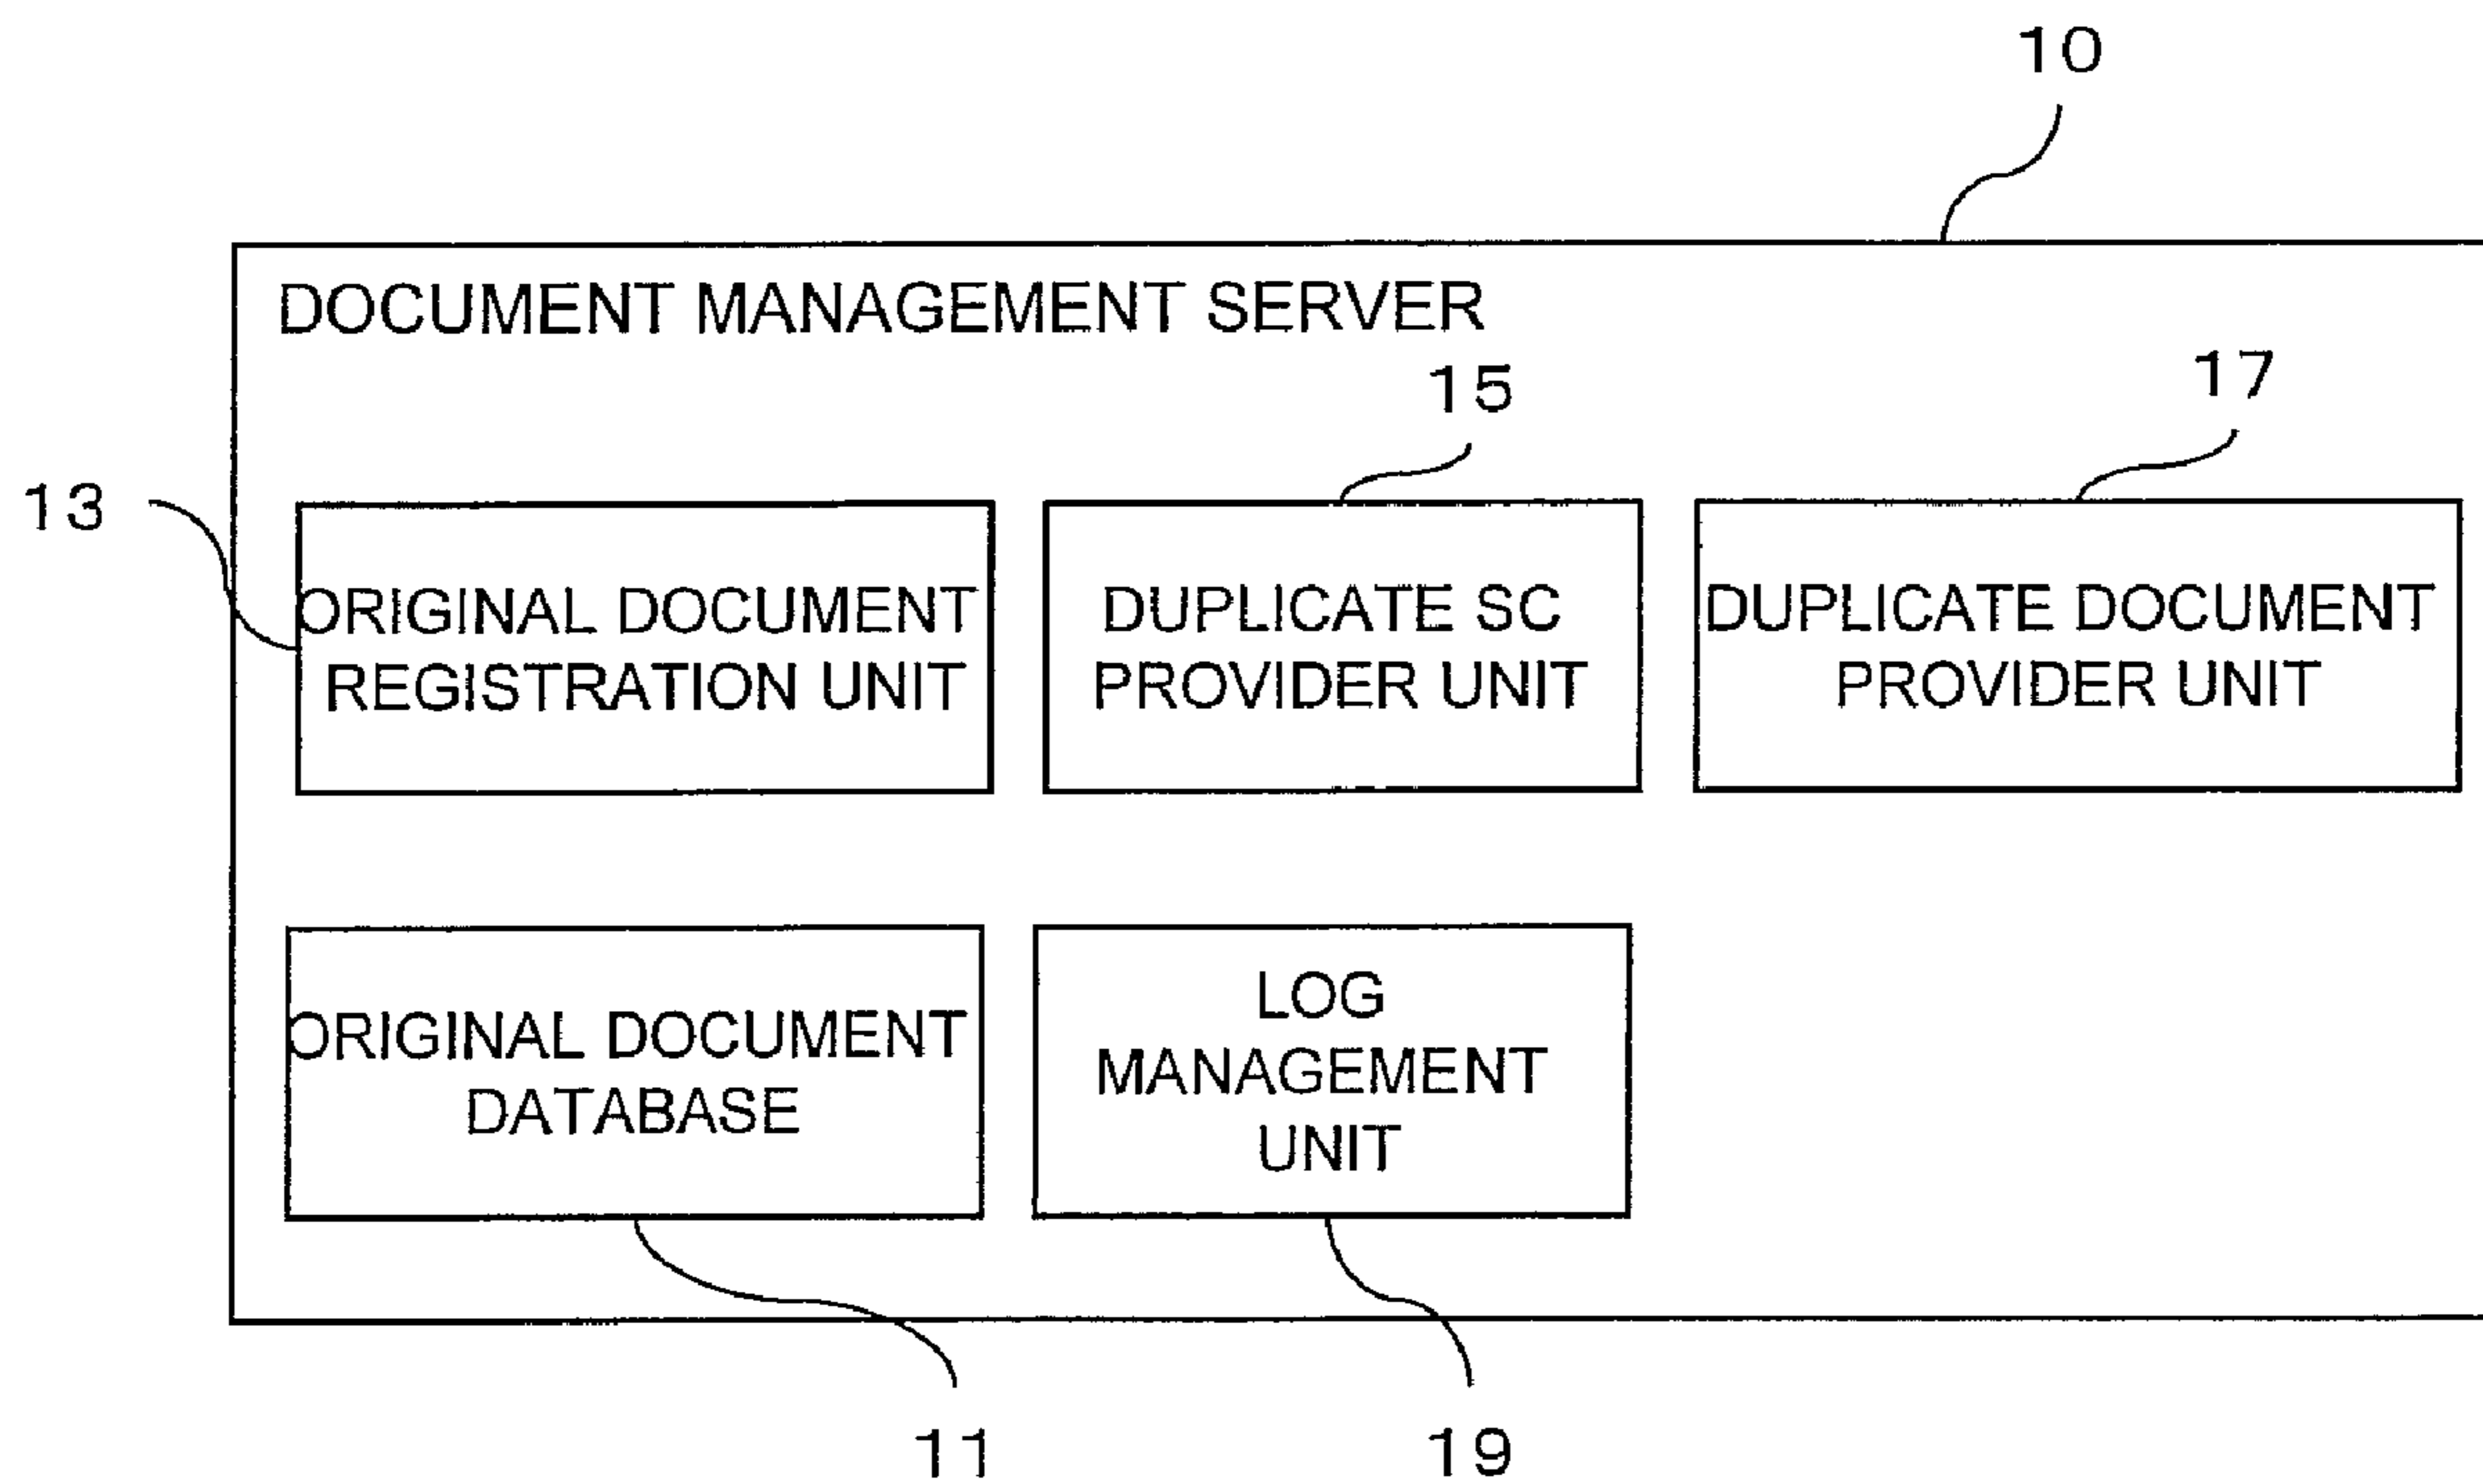 10
DOCUMENT MANAGEMENT SERVER
15
17
13
ORIGINAL DOCUMENT
REGISTRATION UNIT
DUPLICATE SC
PROVIDER UNIT
DUPLICATE DOCUMENT
PROVIDER UNIT
ORIGINAL DOCUMENT
DATABASE
LOG
MANAGEMENT
UNIT
11
19